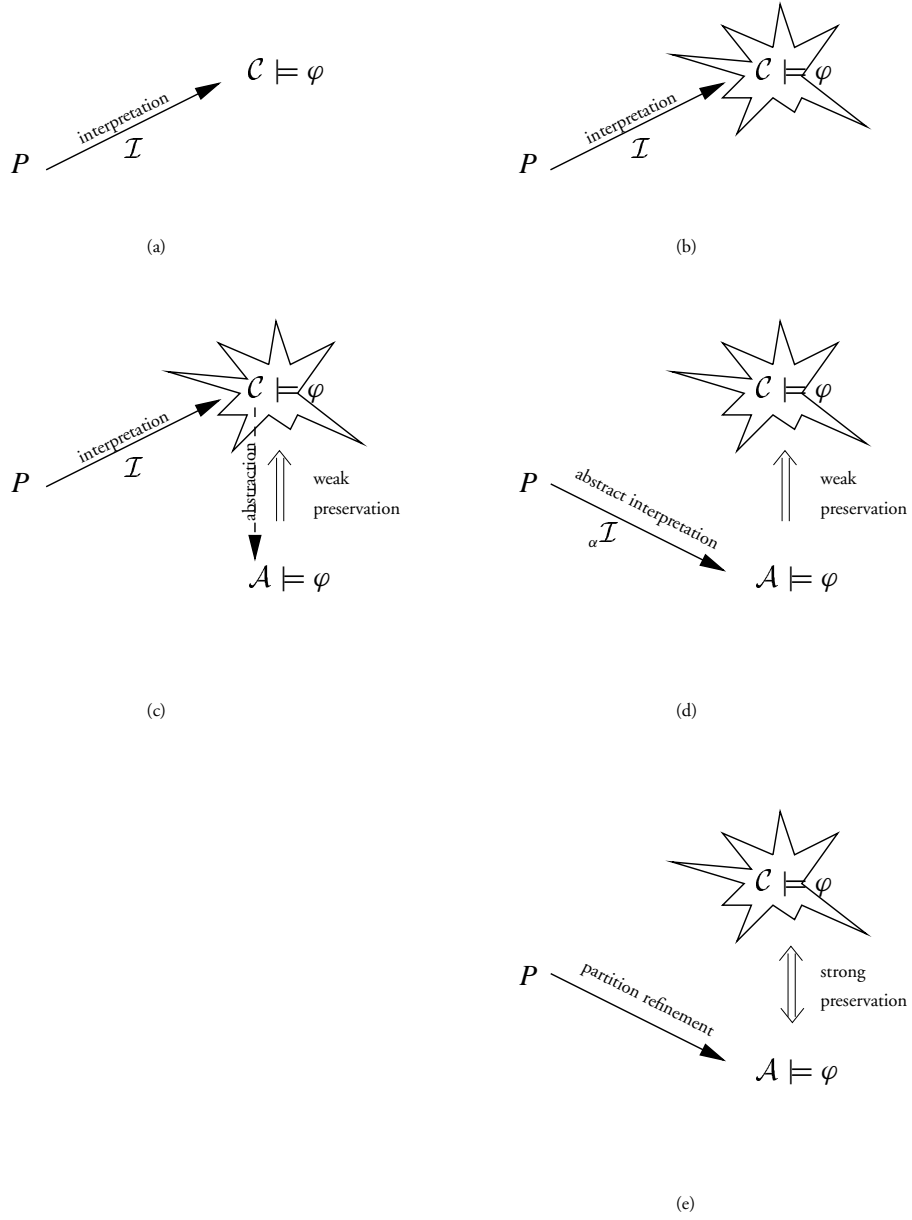 C ⊨ φ
interpretation
I
P
(a)
C ⊨ φ
interpretation
I
P
(b)
C ⊨ φ
interpretation
I
P
abstraction
weak
preservation
A ⊨ φ
(c)
C ⊨ φ
P
abstract interpretation
αI
weak
preservation
A ⊨ φ
(d)
C ⊨ φ
P
partition refinement
strong
preservation
A ⊨ φ
(e)